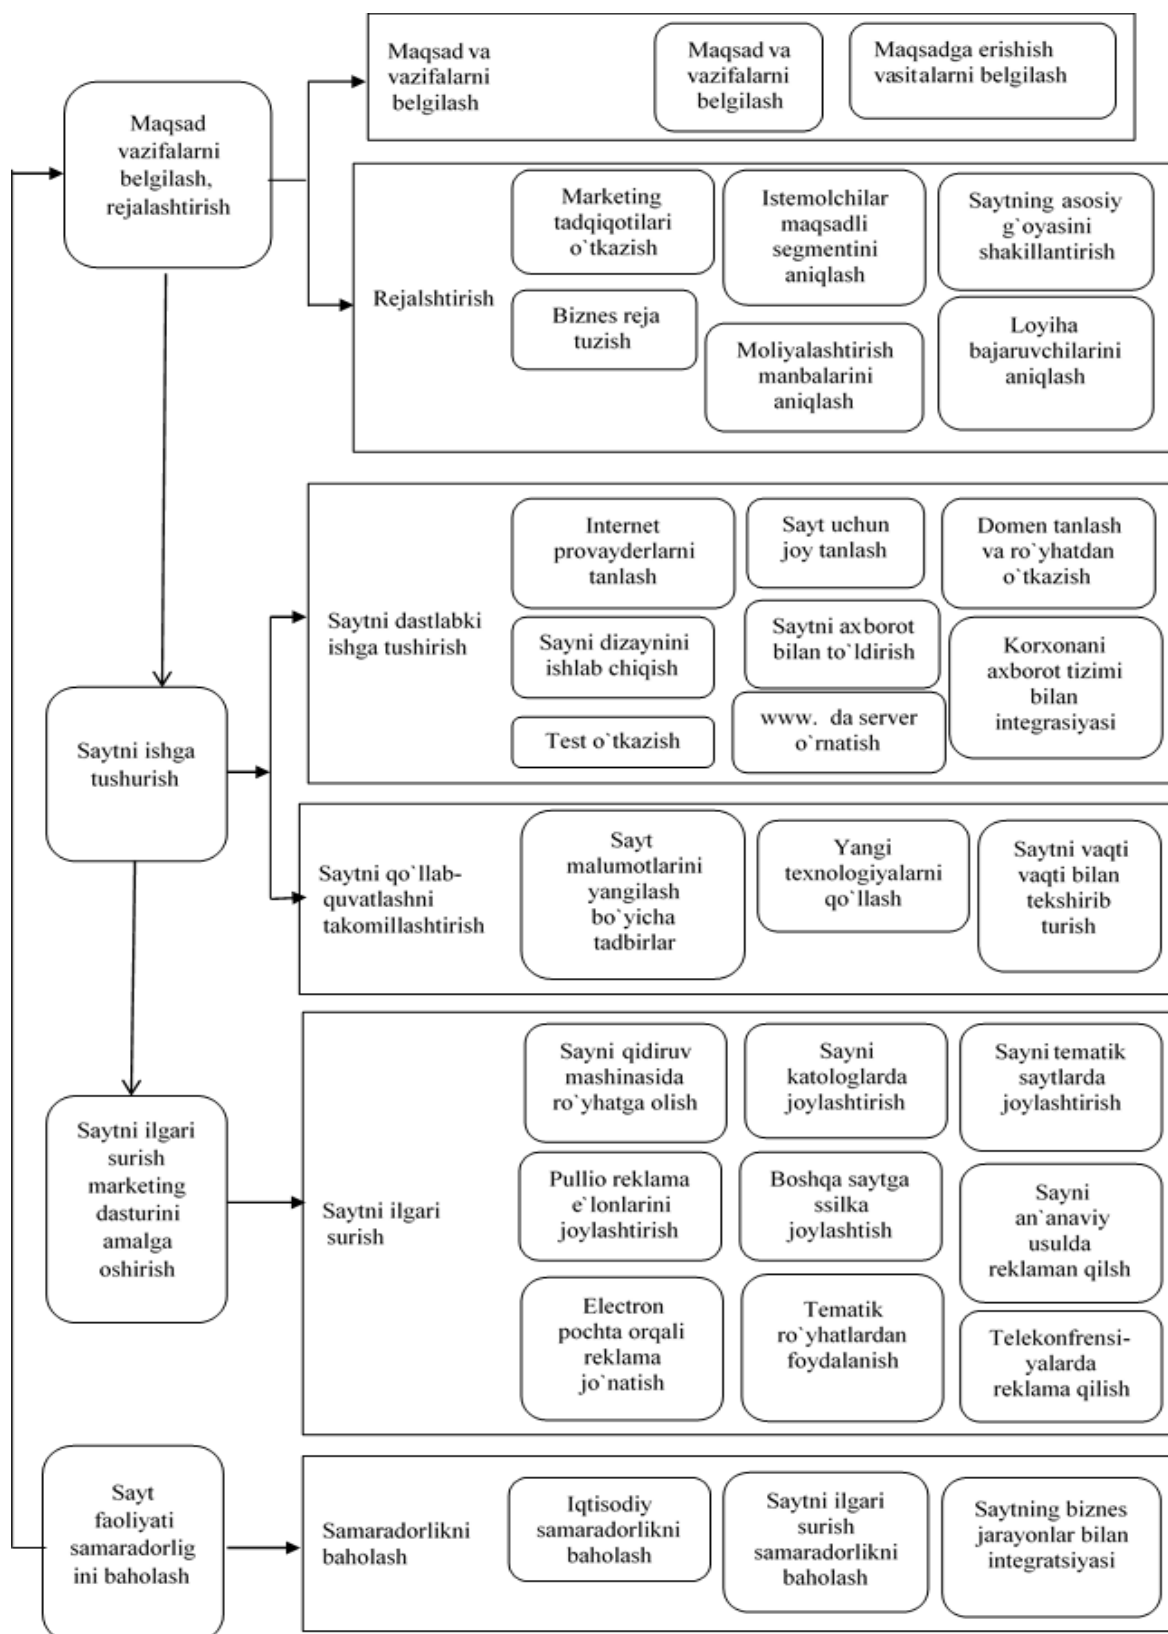 Maqsad
vazifalarni
belgilash,
rejalashtirish
Maqsad va
vazifalarni
belgilash
Maqsad va
vazifalarni
belgilash
Maqsadga erishish
vasitalarni belgilash
Rejalshtirish
Marketing
tadqiqotilari
o`tkazish
Istemolchilar
maqsadli
segmentini
aniqlash
Saytning asosiy
g`oyasini
shakillantirish
Biznes reja
tuzish
Moliyalashtirish
manbalarini
aniqlash
Loyiha
bajaruvchilarini
aniqlash
Saytni ishga
tushurish
Saytni dastlabki
ishga tushirish
Internet
provayderlarni
tanlash
Sayt uchun
joy tanlash
Domen tanlash
va ro`yhatdan
o`tkazish
Sayni dizaynini
ishlab chiqish
Saytni axborot
bilan to`ldirish
Korxonani
axborot tizimi
bilan
integrasiyasi
Test o`tkazish
www. da server
o`rnatish
Saytni qo`llab-
quvatlashni
takomillashtirish
Sayt
malumotlarini
yangilash
bo`yicha
tadbirlar
Yangi
texnologiyalarni
qo`llash
Saytni vaqti
vaqti bilan
tekshirib
turish
Saytni ilgari
surish
marketing
dasturini
amalga
oshirish
Saytni ilgari
surish
Sayni qidiruv
mashinasida
ro`yhatga olish
Sayni
katologlarda
joylashtirish
Sayni tematik
saytlarda
joylashtirish
Pullio reklama
e`lonlarini
joylashtirish
Boshqa saytga
ssilka
joylashtish
Sayni
an`anaviy
usulda
reklaman qilsh
Electron
pochta orqali
reklama
jo`natish
Tematik
ro`yhatlardan
foydalanish
Telekonfrensi-
yalarda
reklama qilish
Sayt
faoliyati
samaradorlig
ini baholash
Samaradorlikni
baholash
Iqtisodiy
samaradorlikni
baholash
Saytni ilgari
surish
samaradorlikni
baholash
Saytning biznes
jarayonlar bilan
integratsiyasi